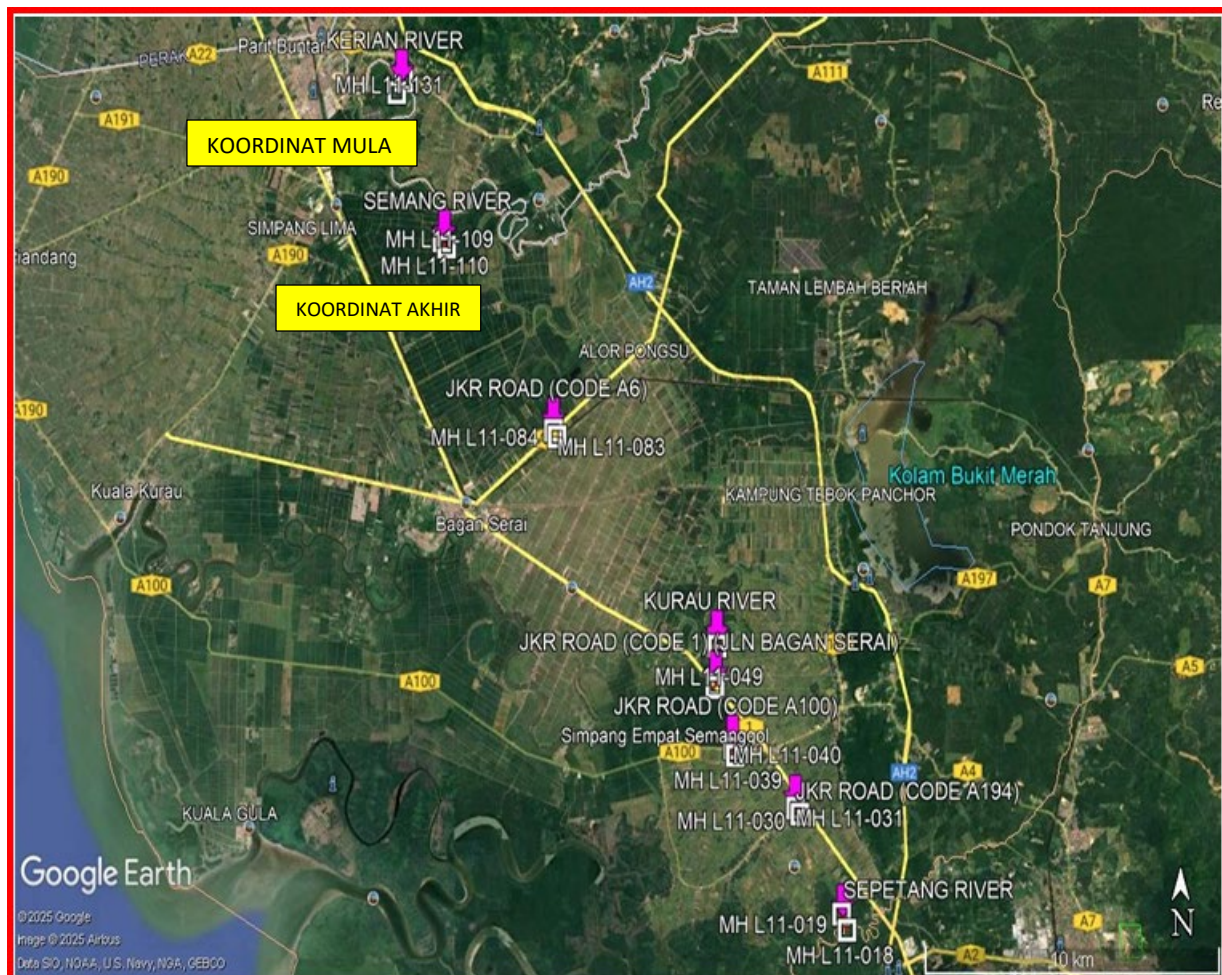 KERIAN RIVER
Parit Buntar
PERAK
A22
MH L11-131
A111
A191
KOORDINAT MULA
A190
SEMANG RIVER
SIMPANG LIMA
MH L11-109
A190
MH L11-110
AH2
TAMAN LEMBAH BERIAH
KOORDINAT AKHIR
ALOR PONGSU
JKR ROAD (CODE A6)
A190
MH L11-084
MH L11-083
Kolam Bukit Merah
Kuala Kurau
KAMPUNG TEBOK PANCHOR
Bagan Serai
PONDOK TANJUNG
A100
A197
A7
KURAU RIVER
JKR ROAD (CODE 1) (JLN BAGAN SERAI)
A5
MH L11-049
A100
JKR ROAD (CODE A100)
1
Simpang Empat Semanggol
A100
MH L11-040
AH2
A4
MH L11-039
JKR ROAD (CODE A194)
KUALA GULA
MH L11-030
MH L11-031
Google Earth
SEPETANG RIVER
N
©2025 Google
MH L11-019
A7
Image © 2025 Airbus
MH L11-018
A2
10 km
Data SIO, NOAA, U.S. Navy, NGA, GEBCO